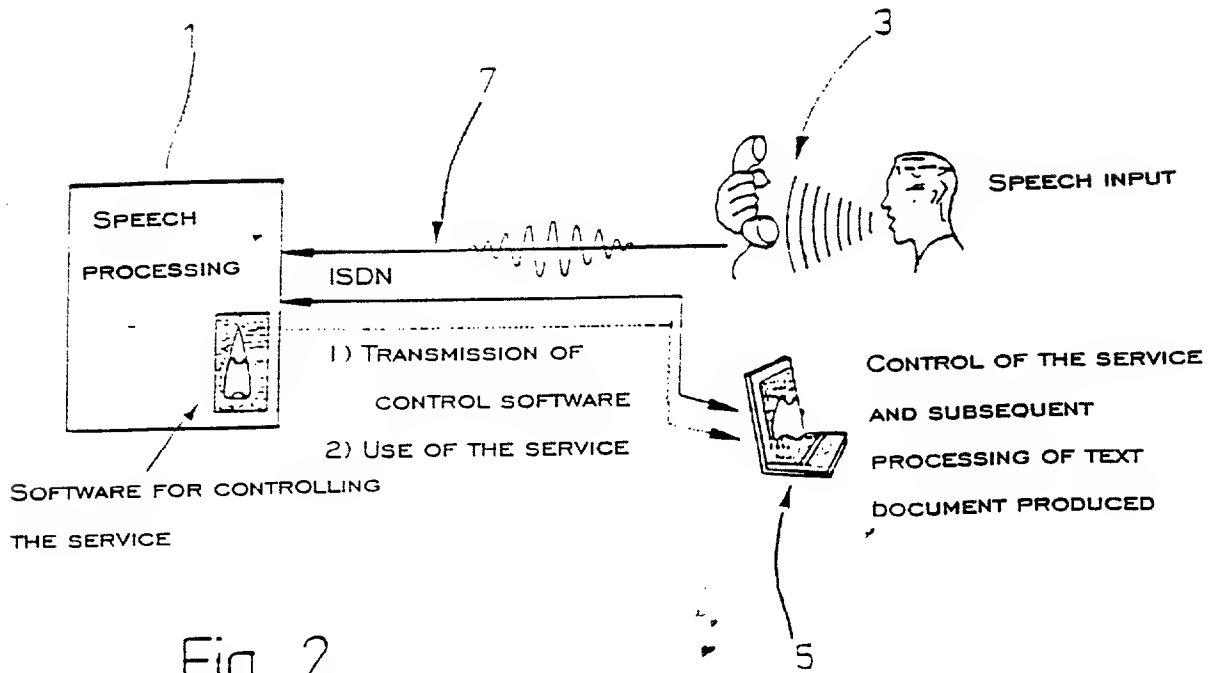 1
7
3
SPEECH
PROCESSING
ISDN
SPEECH INPUT
1) TRANSMISSION OF
CONTROL SOFTWARE
2) USE OF THE SERVICE
SOFTWARE FOR CONTROLLING
THE SERVICE
CONTROL OF THE SERVICE
AND SUBSEQUENT
PROCESSING OF TEXT
DOCUMENT PRODUCED
5
Fig. 2